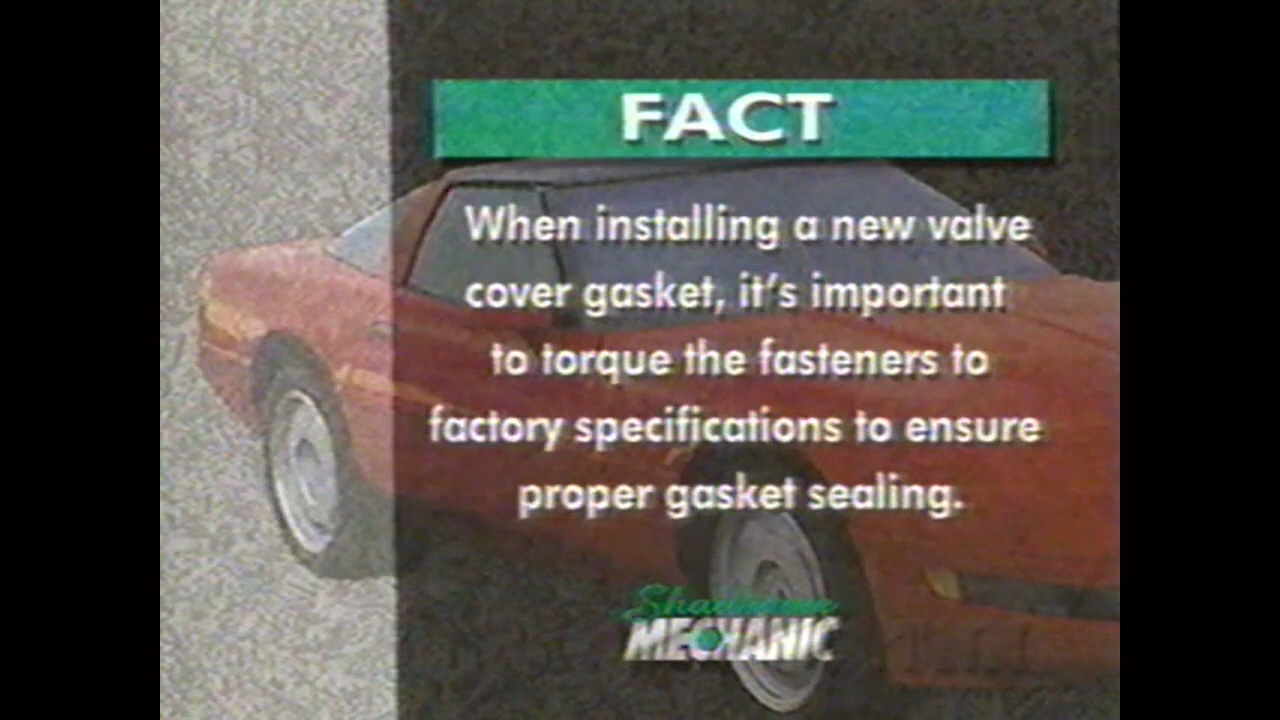 FACT
When installing a new valve
cover gasket, it's important
to torque the fasteners to
factory specifications to ensure
proper gasket sealing.
MECHANIC